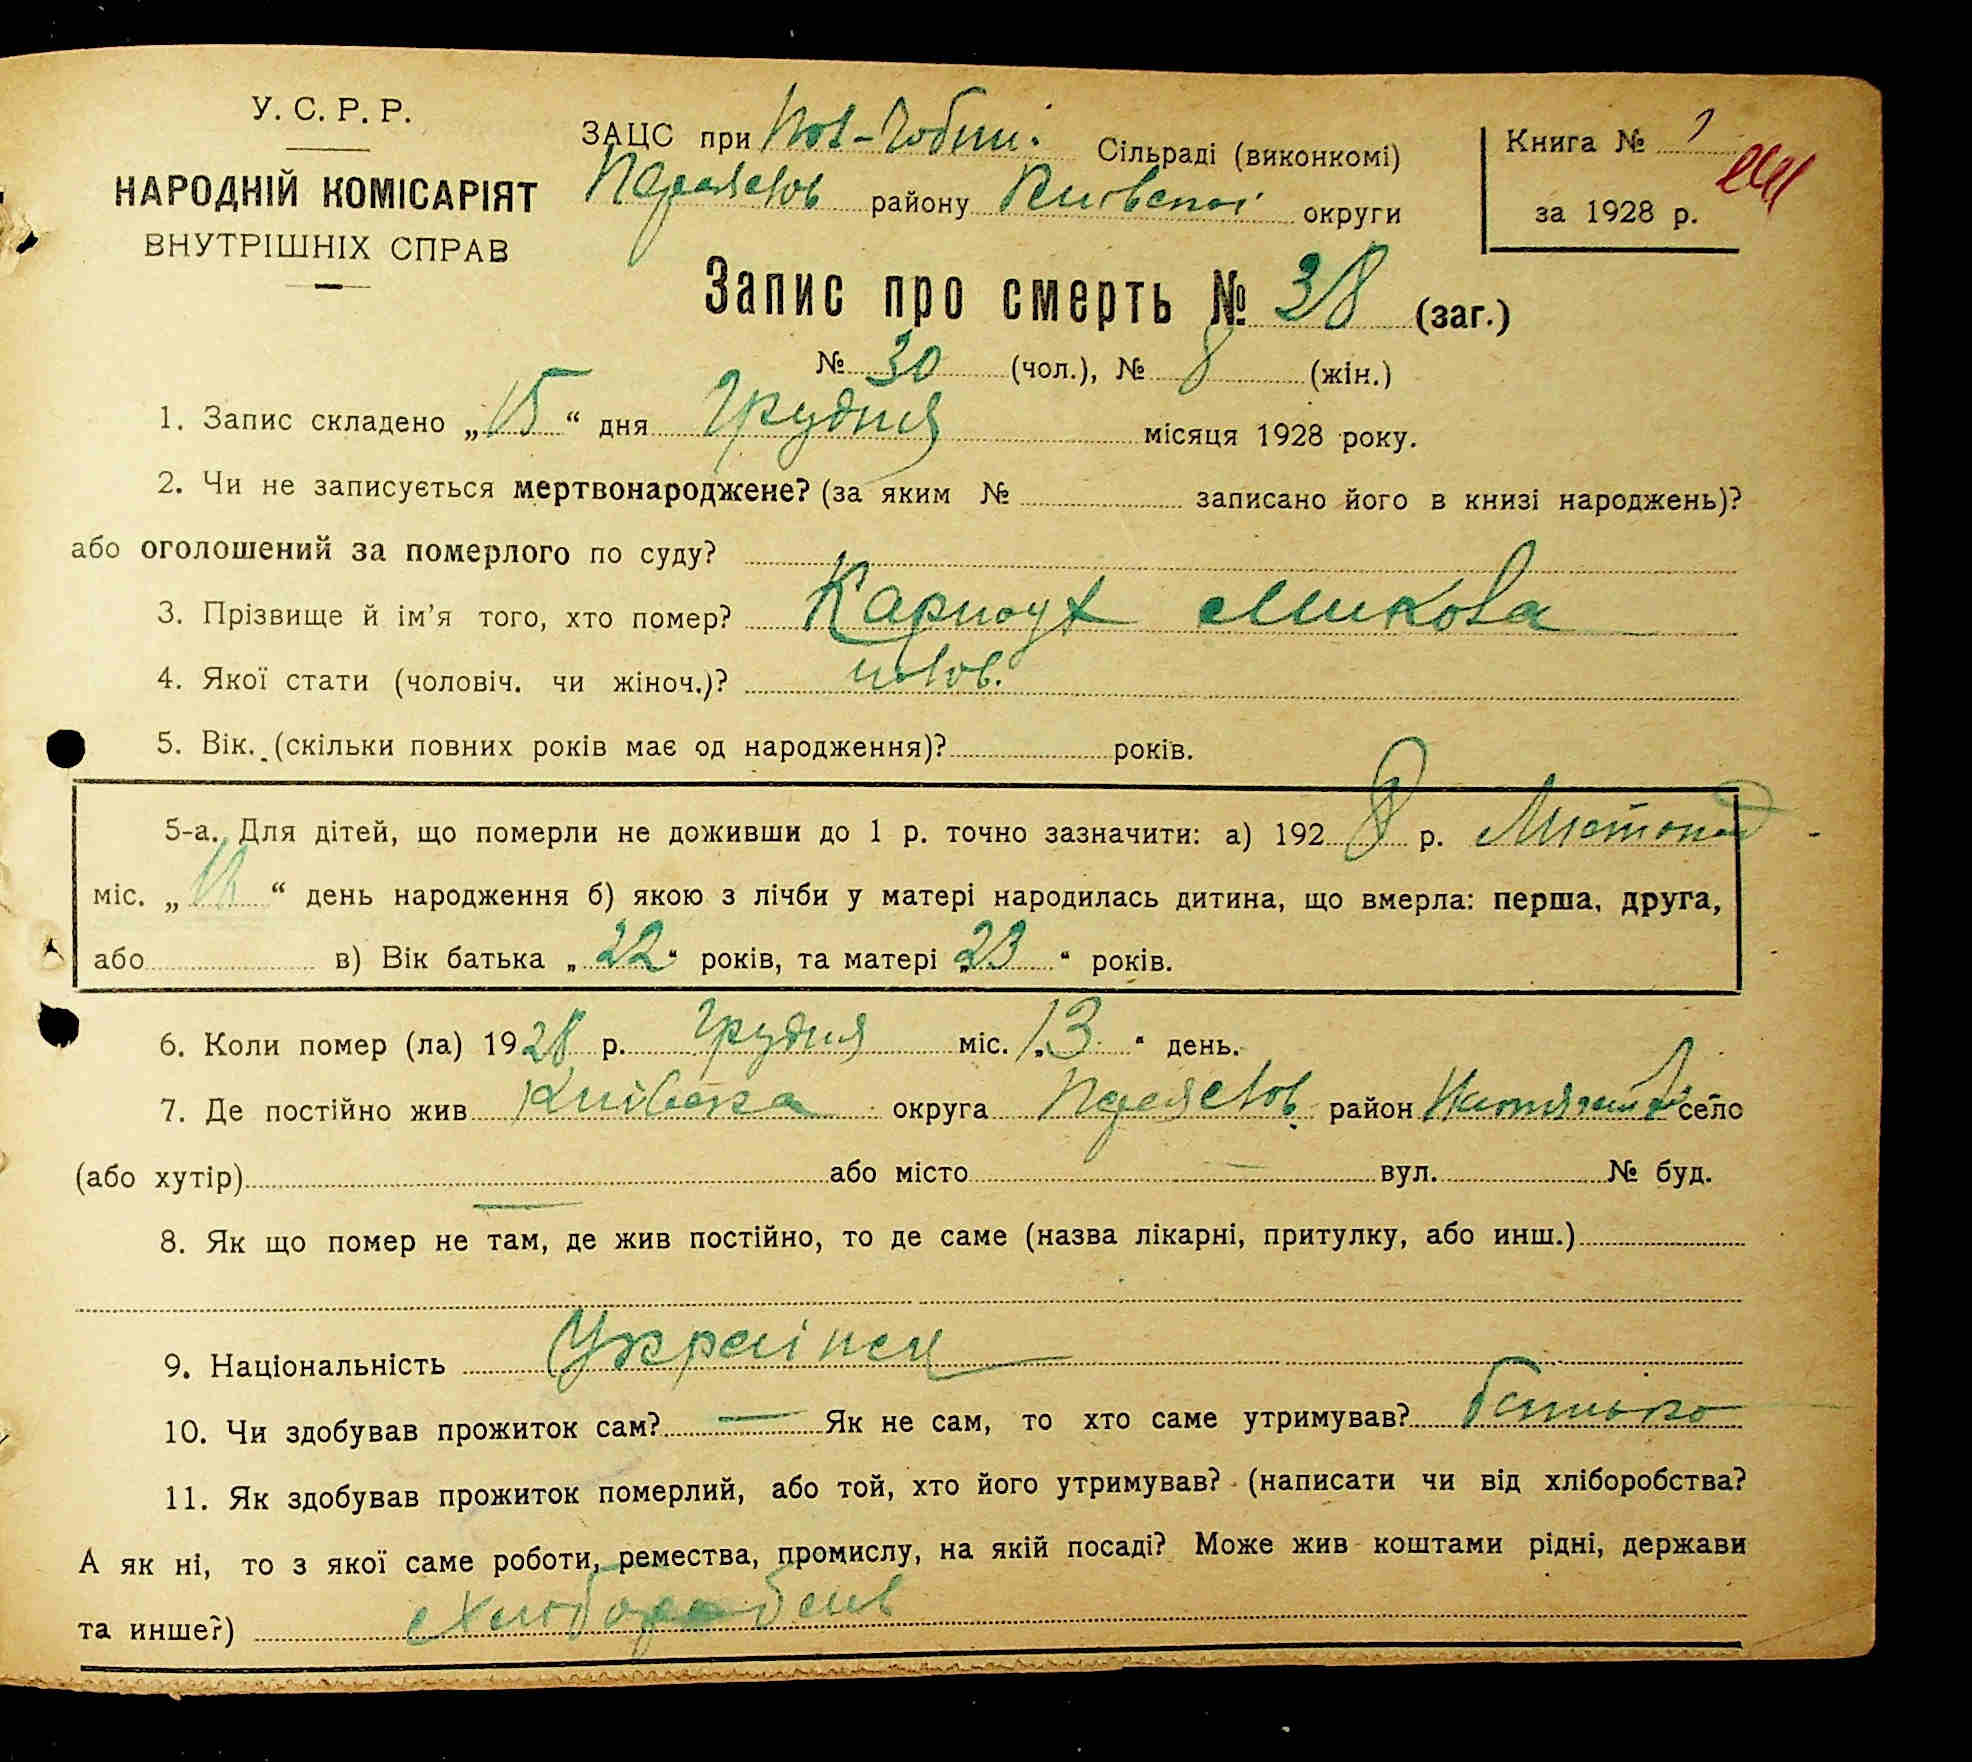 У. С. Р. Р.
НАРОДНІЙ КОМІСАРІЯТ
ВНУТРІШНІХ СПРАВ
ЗАЦС при Сільраді (виконкомі)
Переяслов району Київської округи
Книга № 1
за 1928 р.
Запис про смерть № 38 (заг.)
№ 30 (чол.), № 8 (жін.)
1. Запис складено „15“ дня Грудня місяця 1928 року.
2. Чи не записується мертвонароджене? (за яким № записано його в книзі народжень)?
або оголошений за померлого по суду?
3. Прізвище й ім’я того, хто помер? Карпоух Микола
4. Якої стати (чоловіч. чи жіноч.)? чолов.
5. Вік. (скільки повних років має од народження)? років.
5-а. Для дітей, що померли не доживши до 1 р. точно зазначити: а) 1928 р. Листопад
міс. „ “ день народження б) якою з лічби у матері народилась дитина, що вмерла: перша, друга,
або в) Вік батька „22“ років, та матері „23“ років.
6. Коли помер (ла) 1928 р. Грудня міс. „13“ день.
7. Де постійно жив Київська округа Переяслов. район село
(або хутір) або місто вул. № буд.
8. Як що помер не там, де жив постійно, то де саме (назва лікарні, притулку, або инш.)
9. Національність
10. Чи здобував прожиток сам? — Як не сам, то хто саме утримував? батько
11. Як здобував прожиток померлий, або той, хто його утримував? (написати чи від хліборобства?
А як ні, то з якої саме роботи, ремества, промислу, на якій посаді? Може жив коштами рідні, держави
та инше?)